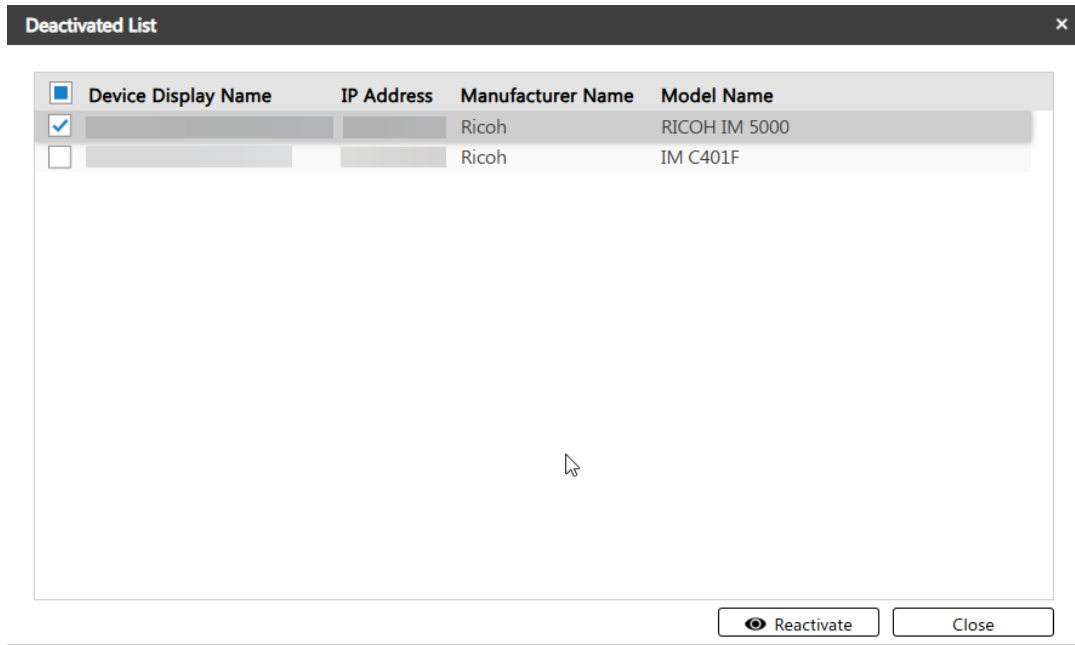 Deactivated List
Device Display Name IP Address Manufacturer Name Model Name
Ricoh RICOH IM 5000
Ricoh IM C401F
Reactivate Close